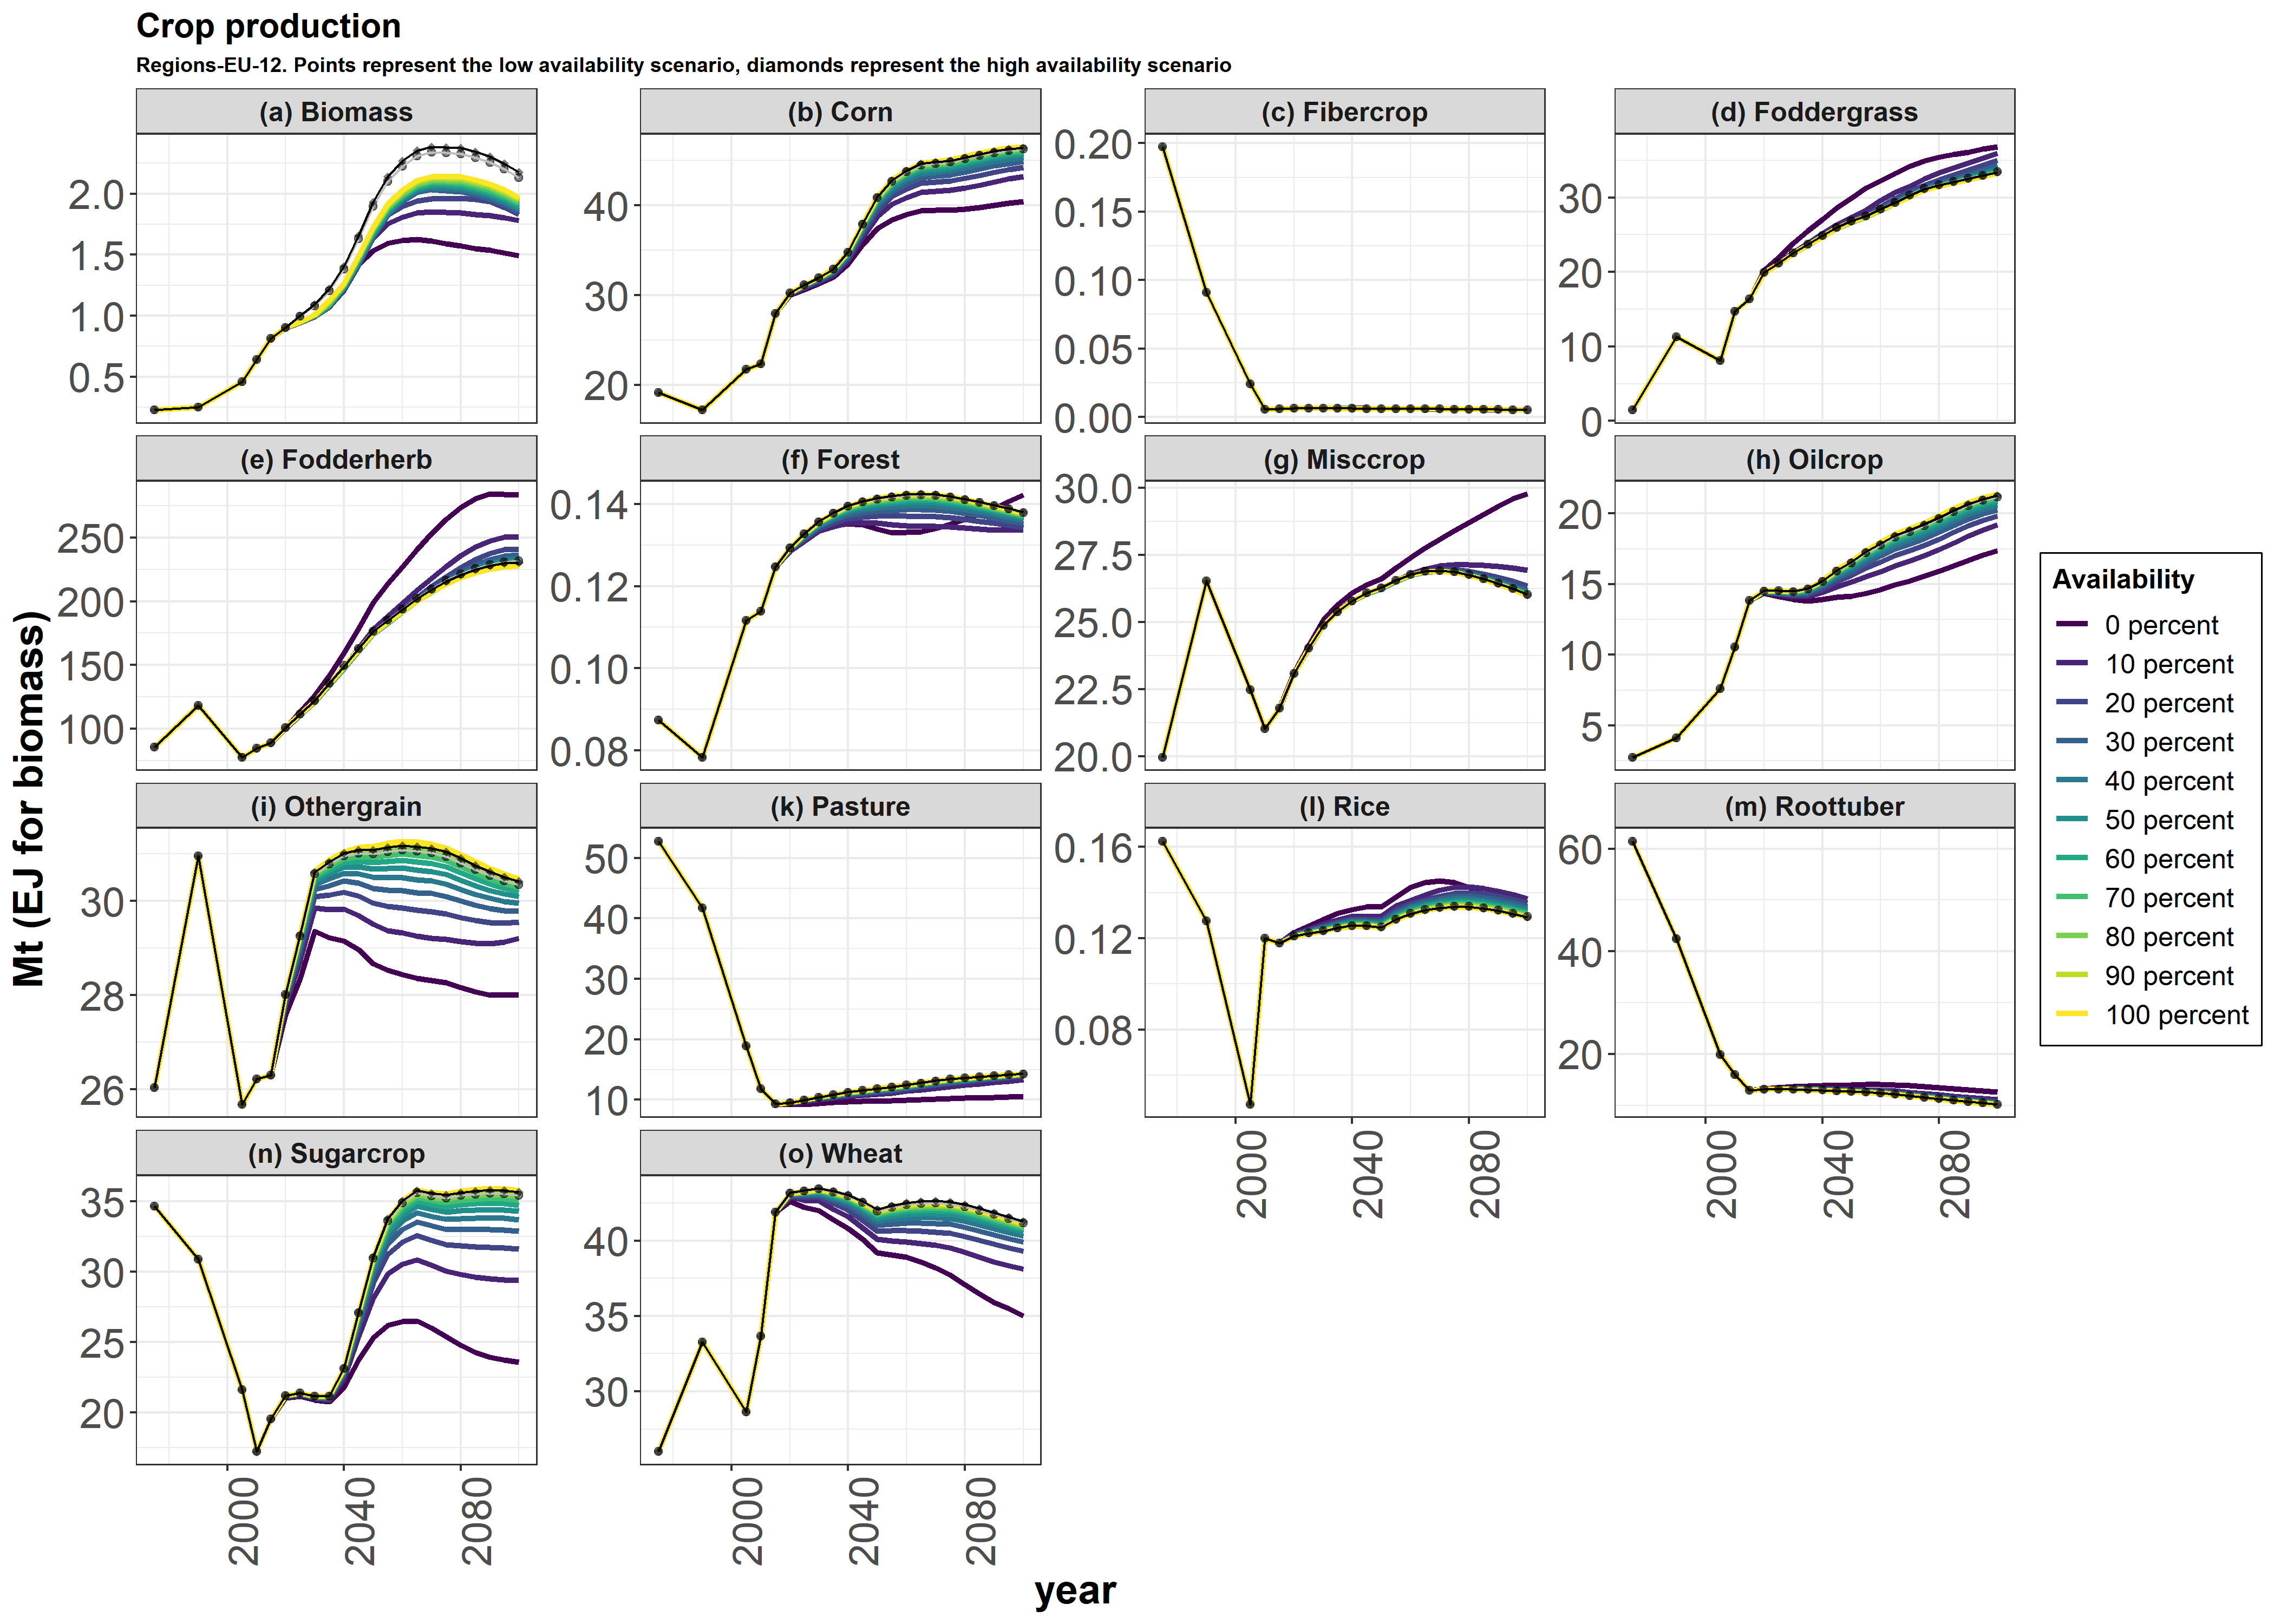 Crop production
Regions-EU-12. Points represent the low availability scenario, diamonds represent the high availability scenario
(a) Biomass
(b) Corn
(c) Fibercrop
(d) Foddergrass
2.0
1.5
1.0
0.5
40
30
20
0.20
0.15
0.10
0.05
0.00
30
20
10
0
(e) Fodderherb
(f) Forest
(g) Misccrop
(h) Oilcrop
250
200
150
100
0.14
0.12
0.10
0.08
30.0
27.5
25.0
22.5
20.0
20
15
10
5
(i) Othergrain
(k) Pasture
(l) Rice
(m) Roottuber
30
28
26
50
40
30
20
10
0.16
0.12
0.08
60
40
20
2000
2040
2080
2000
2040
2080
(n) Sugarcrop
(o) Wheat
35
30
25
20
40
35
30
2000
2040
2080
2000
2040
2080
year
Mt (EJ for biomass)
Availability
0 percent
10 percent
20 percent
30 percent
40 percent
50 percent
60 percent
70 percent
80 percent
90 percent
100 percent